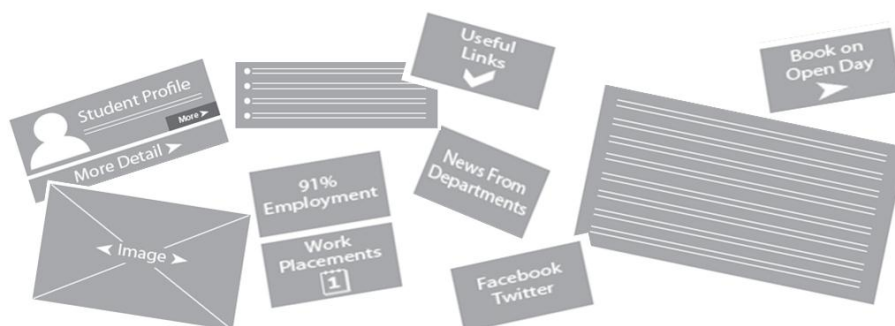 Useful
Links
Book on
Open Day
Student Profile
More
More Detail
91%
Employment
News From
Departments
Image
Work
Placements
1
Facebook
Twitter